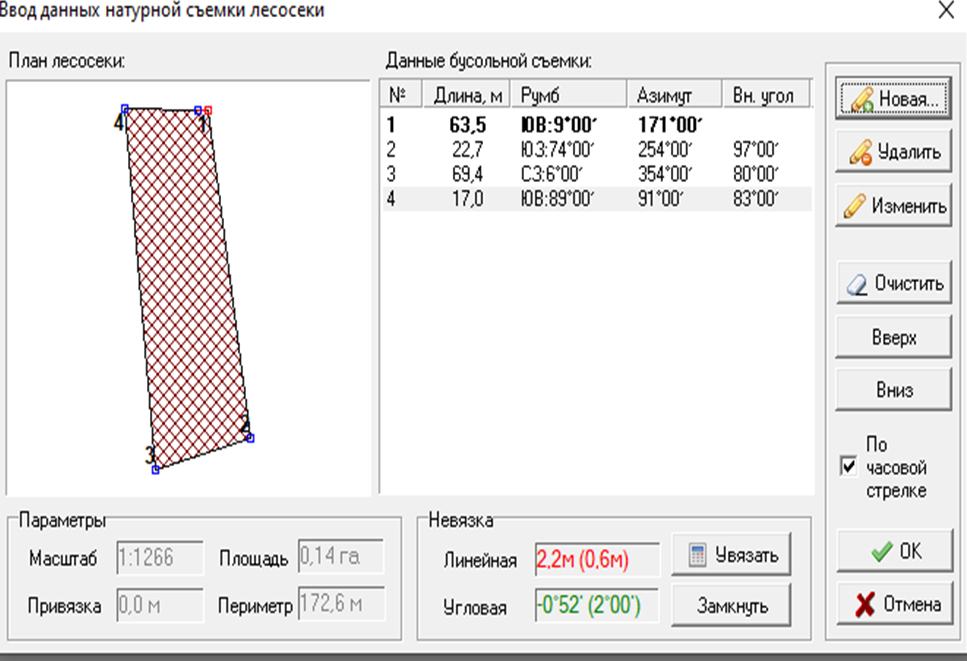 Ввод данных натурной съемки лесосеки
План лесосеки:
4
1
2
3
Данные бусольной съемки:
№ Длина, м Румб Азимут Вн. угол
1 63,5 ЮВ:9°00´ 171°00´
2 22,7 ЮЗ:74°00´ 254°00´ 97°00´
3 69,4 СЗ:6°00´ 354°00´ 80°00´
4 17,0 ЮВ:89°00´ 91°00´ 83°00´
Новая...
Удалить
Изменить
Очистить
Вверх
Вниз
По
часовой
стрелке
OK
Отмена
Параметры
Масштаб 1:1266 Площадь 0,14 га
Привязка 0,0 м Периметр 172,6 м
Невязка
Линейная 2,2м (0,6м) Увязать
Угловая -0°52' (2°00') Замкнуть